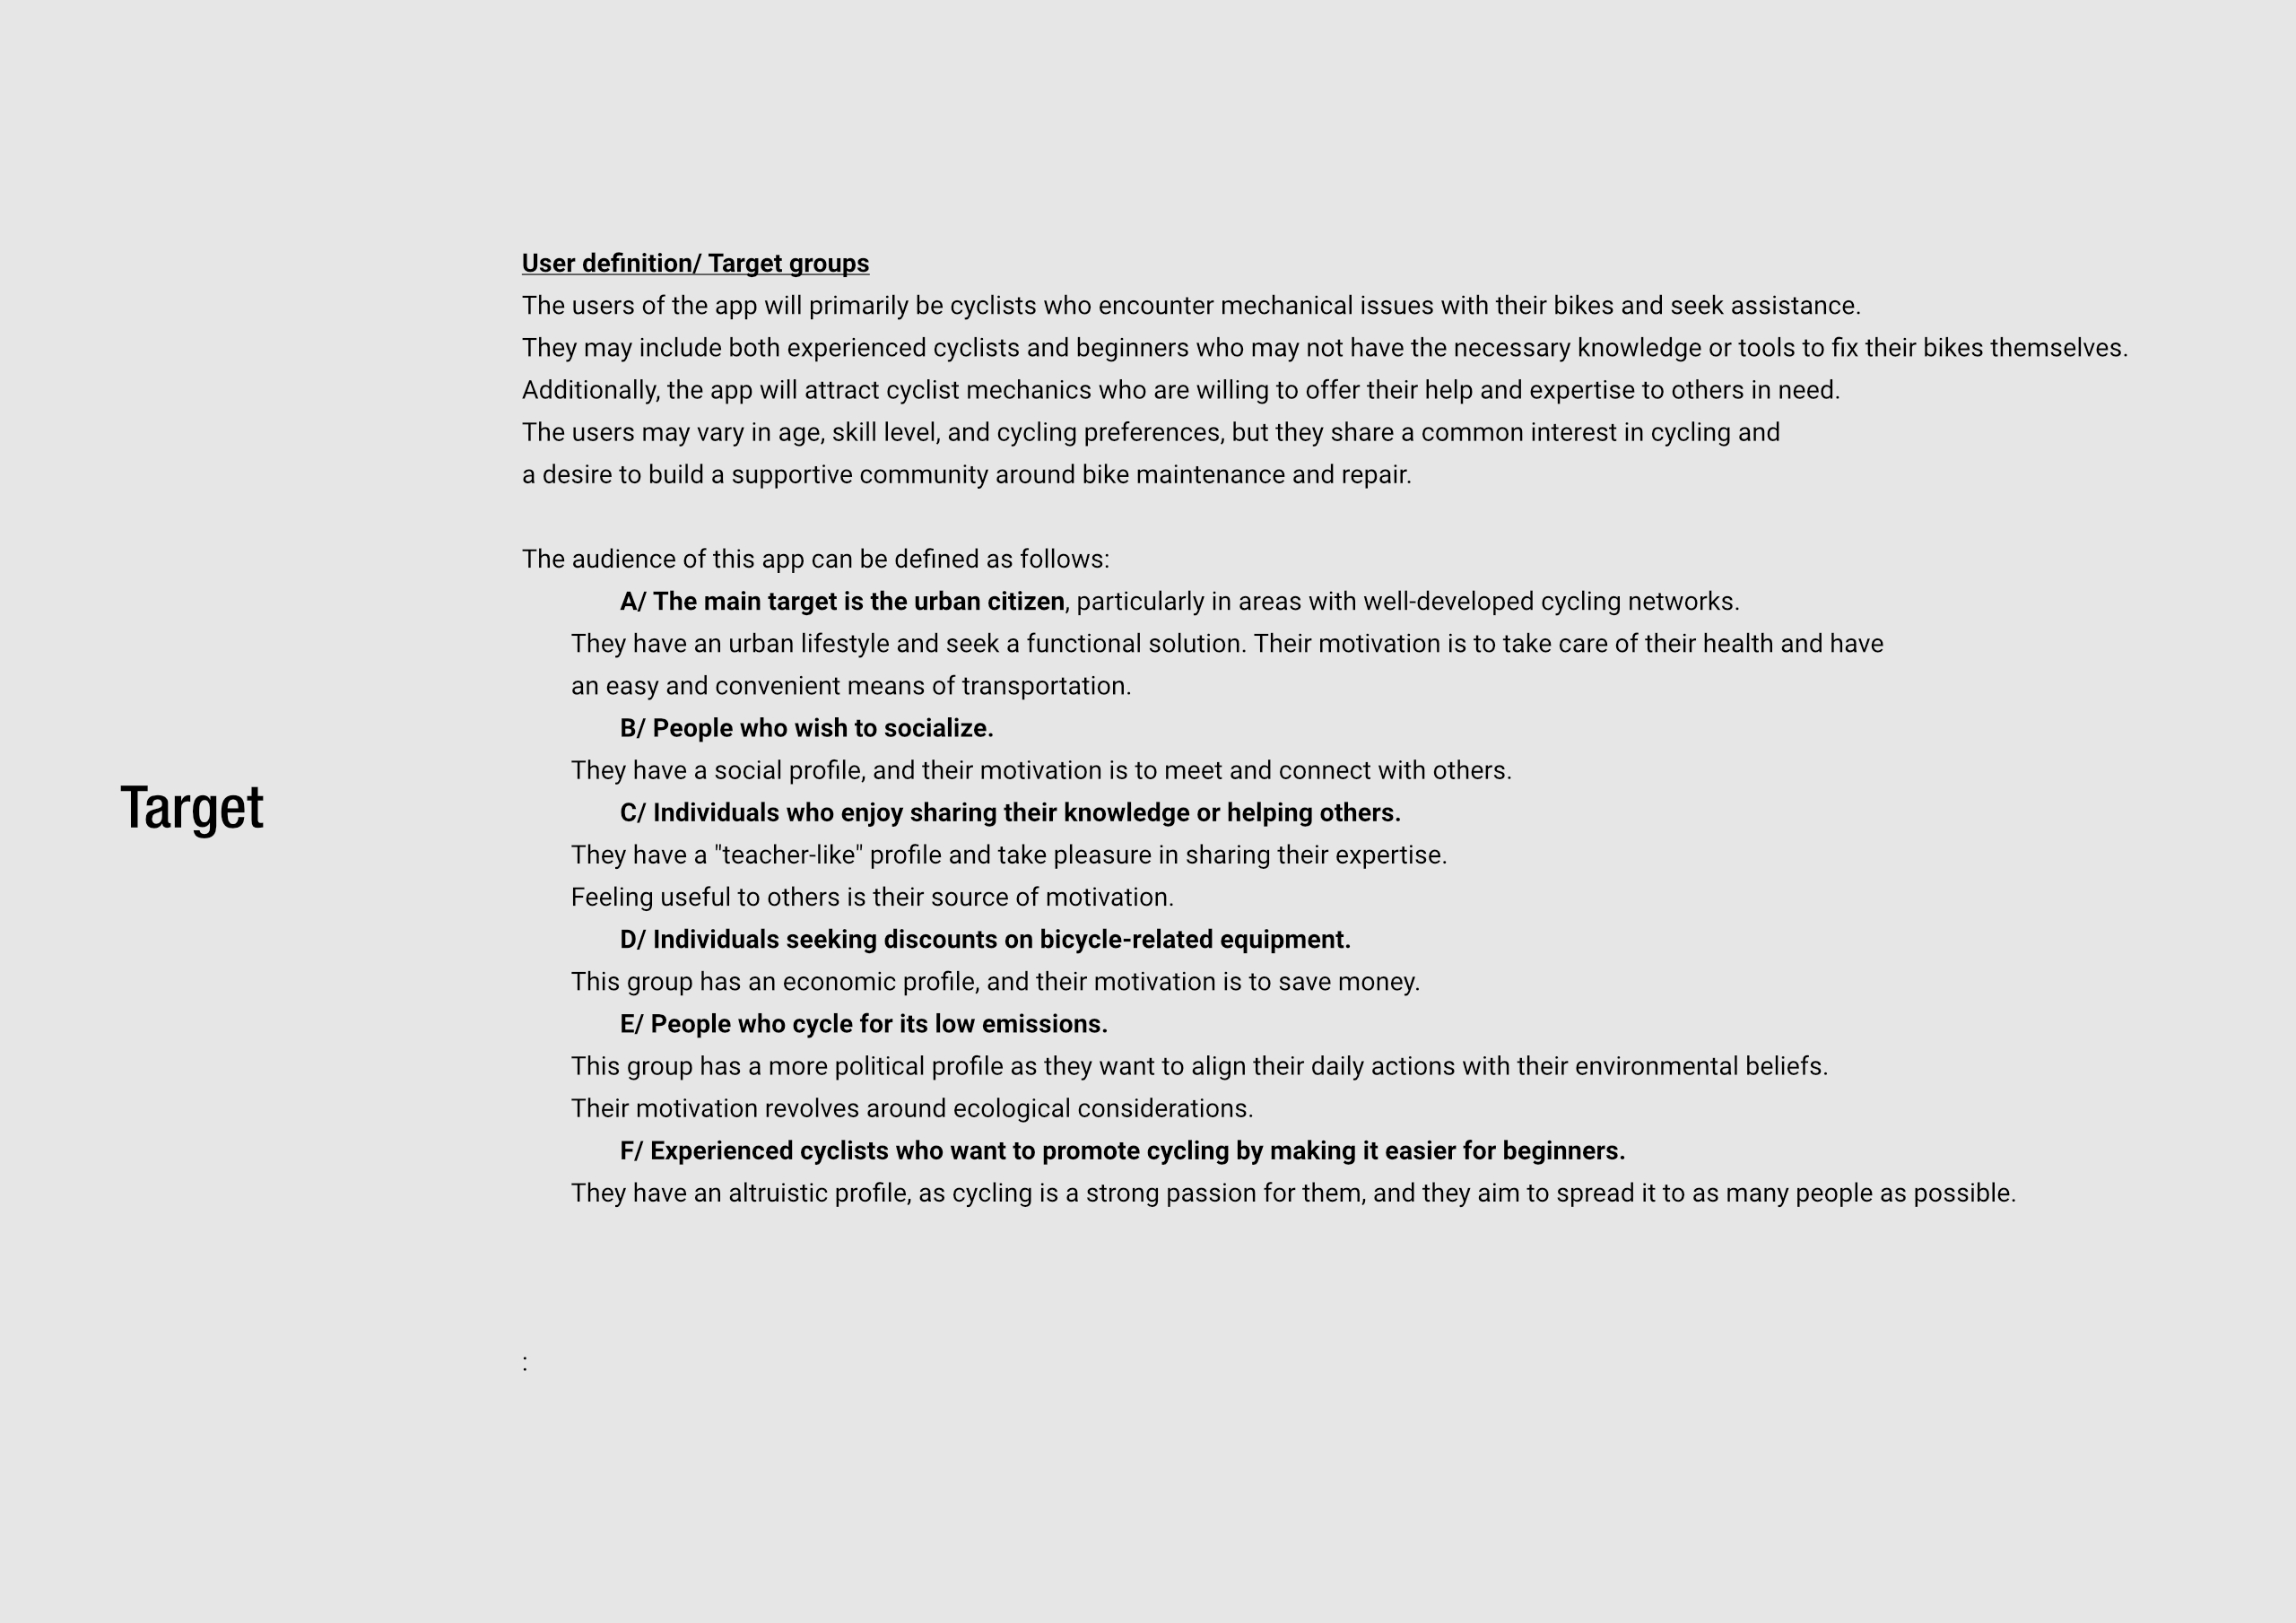 Target
User definition/ Target groups
The users of the app will primarily be cyclists who encounter mechanical issues with their bikes and seek assistance.
They may include both experienced cyclists and beginners who may not have the necessary knowledge or tools to fix their bikes themselves.
Additionally, the app will attract cyclist mechanics who are willing to offer their help and expertise to others in need.
The users may vary in age, skill level, and cycling preferences, but they share a common interest in cycling and
a desire to build a supportive community around bike maintenance and repair.
The audience of this app can be defined as follows:
A/ The main target is the urban citizen, particularly in areas with well-developed cycling networks.
They have an urban lifestyle and seek a functional solution. Their motivation is to take care of their health and have
an easy and convenient means of transportation.
B/ People who wish to socialize.
They have a social profile, and their motivation is to meet and connect with others.
C/ Individuals who enjoy sharing their knowledge or helping others.
They have a "teacher-like" profile and take pleasure in sharing their expertise.
Feeling useful to others is their source of motivation.
D/ Individuals seeking discounts on bicycle-related equipment.
This group has an economic profile, and their motivation is to save money.
E/ People who cycle for its low emissions.
This group has a more political profile as they want to align their daily actions with their environmental beliefs.
Their motivation revolves around ecological considerations.
F/ Experienced cyclists who want to promote cycling by making it easier for beginners.
They have an altruistic profile, as cycling is a strong passion for them, and they aim to spread it to as many people as possible.
: